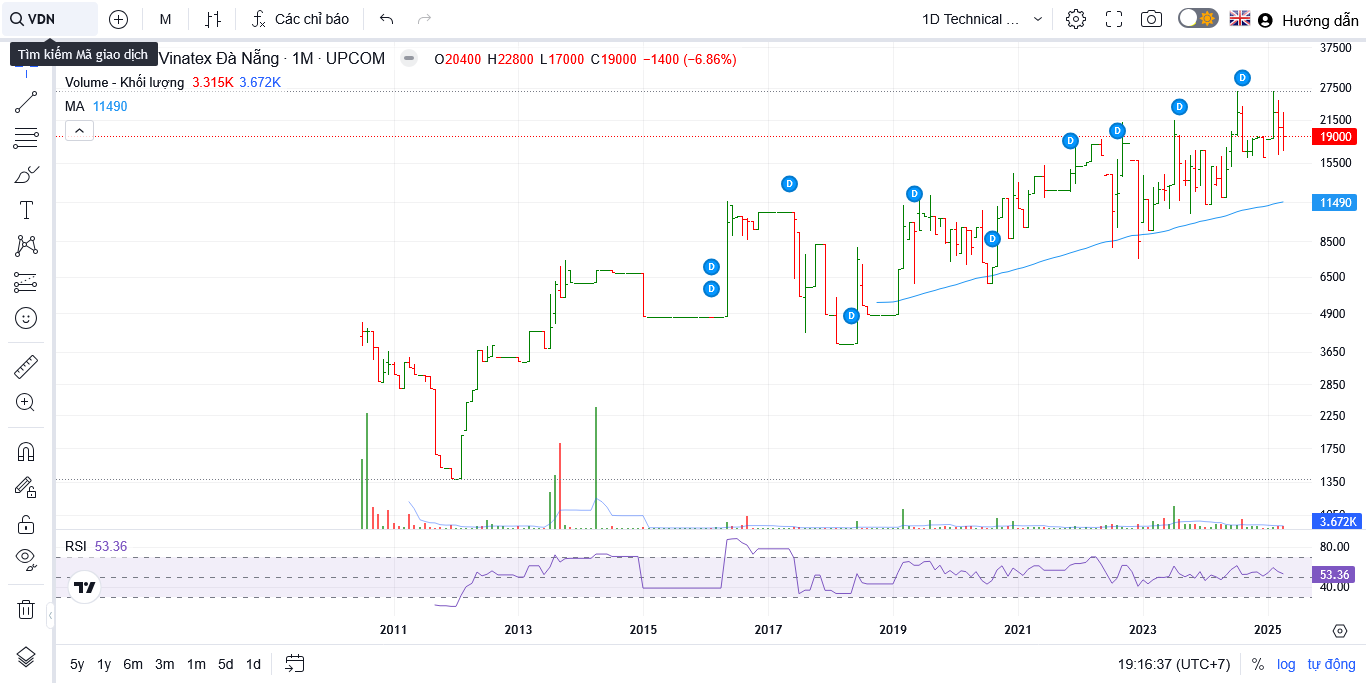 VDN M Các chỉ báo 1D Technical ... Hướng dẫn
Tìm kiếm Mã giao dịch
Vinatex Đà Nẵng · 1M · UPCOM O20400 H22800 L17000 C19000 −1400 (−6.86%)
Volume - Khối lượng 3.315K 3.672K
MA 11490
37500
27500
21500
19000
15500
11490
8500
6500
4900
3650
2850
2250
1750
1350
3.672K
D
D
D
D
D
D
D
D
D
D
RSI 53.36
80.00
53.36
40.00
2011 2013 2015 2017 2019 2021 2023 2025
5y 1y 6m 3m 1m 5d 1d 19:16:37 (UTC+7) % log tự động